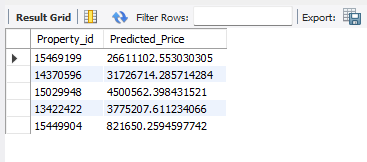 Result Grid Filter Rows: Export:
Property_id Predicted_Price
15469199 26611102.553030305
14370596 31726714.285714284
15029948 4500562.398431521
13422422 3775207.611234066
15449904 821650.2594597742